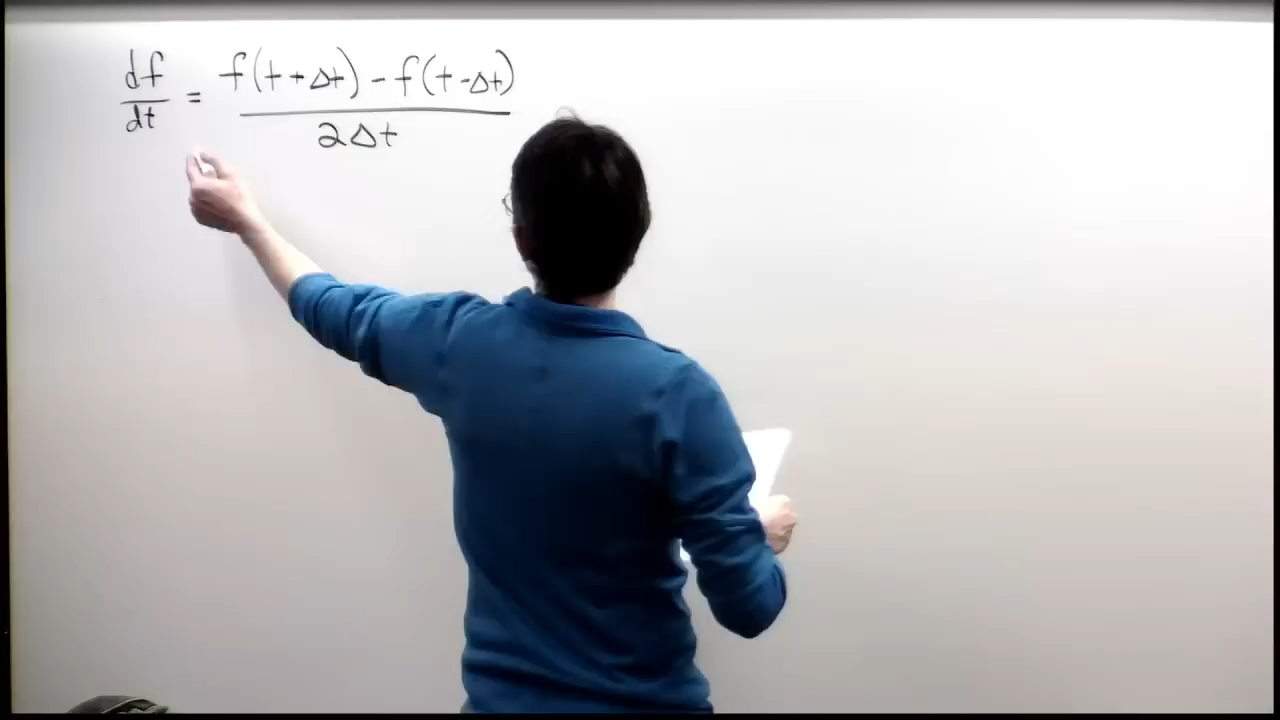 df/dt = f(t+Δt) - f(t-Δt) / 2Δt